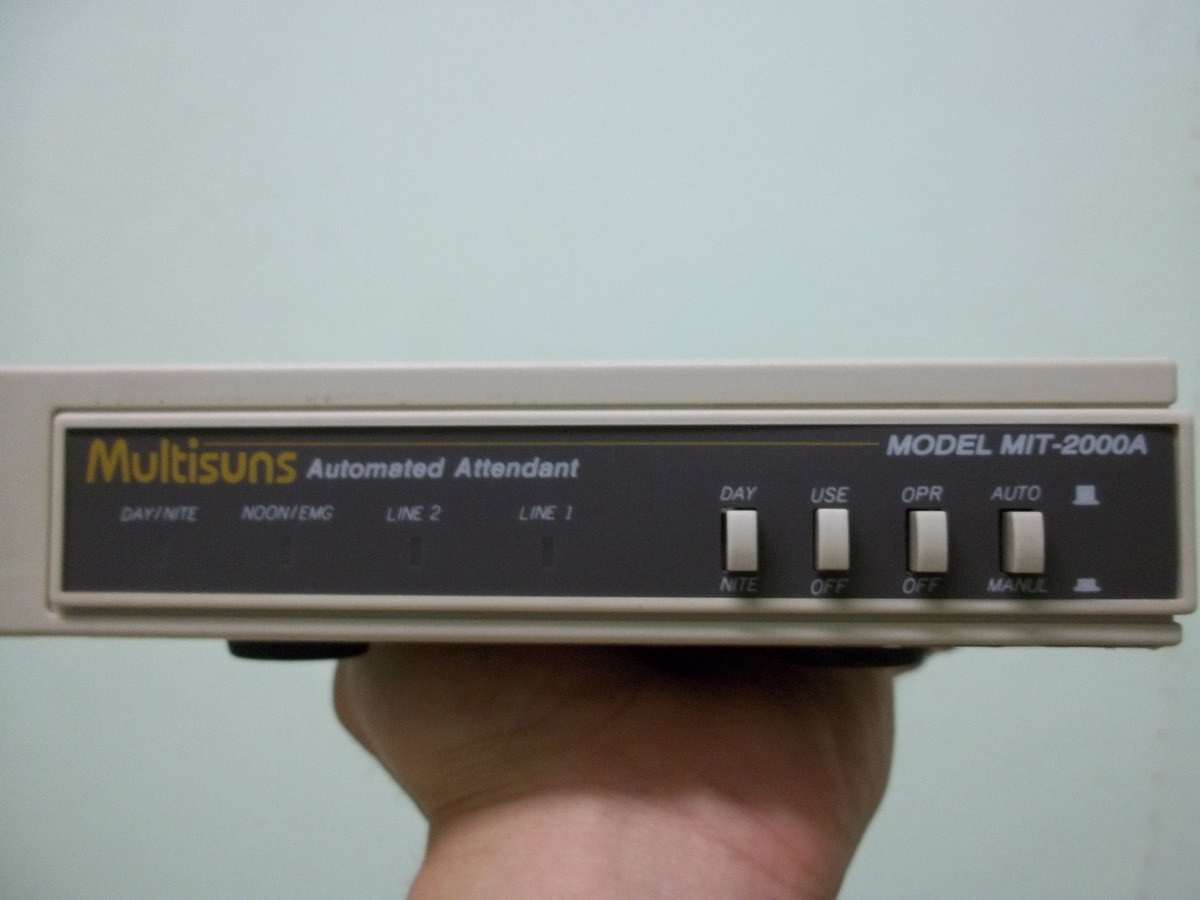 Multisuns Automated Attendant MODEL MIT-2000A
DAY/NITE NOON/EMG LINE 2 LINE 1
DAY USE OPR AUTO
NITE OFF OFF MANUL